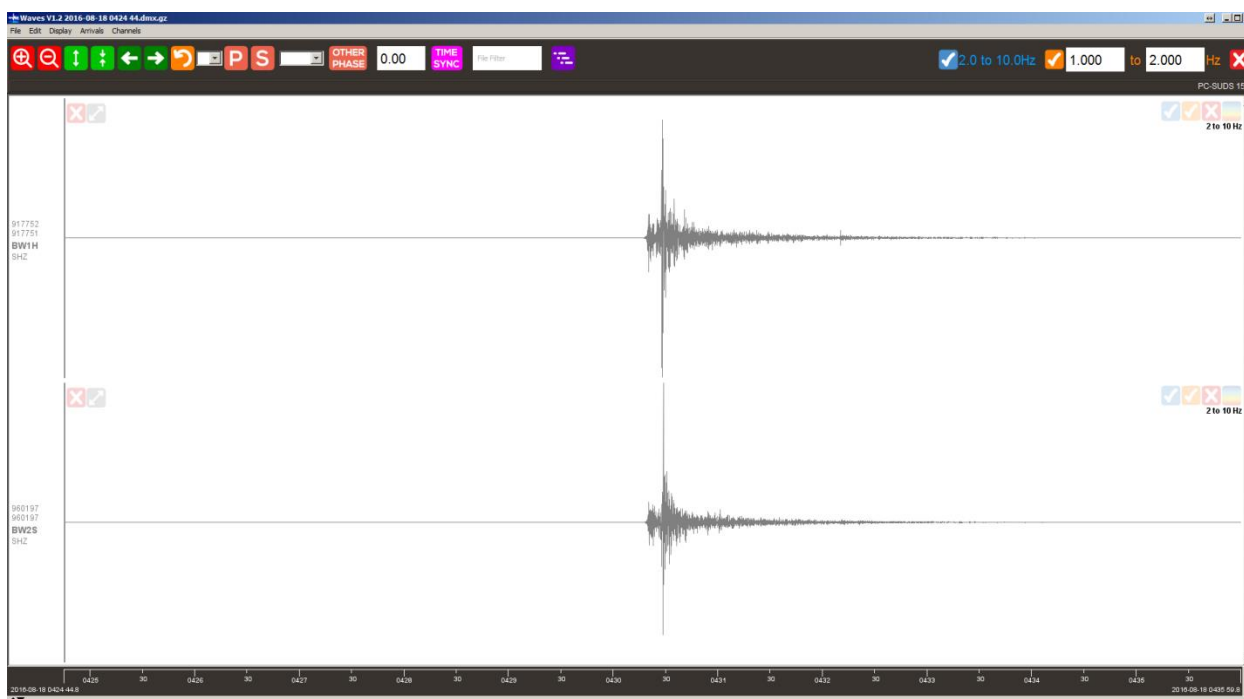 Waves V1.2 2016-08-18 0424 44.dmx.gz
File Edit Display Arrivals Channels
P S OTHER PHASE 0.00 TIME SYNC File Filter 2.0 to 10.0Hz 1.000 to 2.000 Hz
PC-SUDS 15
2 to 10 Hz
917752
917751
BW1H
SHZ
2 to 10 Hz
960197
960197
BW2S
SHZ
0425 30 0426 30 0427 30 0428 30 0429 30 0430 30 0431 30 0432 30 0433 30 0434 30 0435 30
2016-08-18 0424 44.8 2016-08-18 0435 59.8